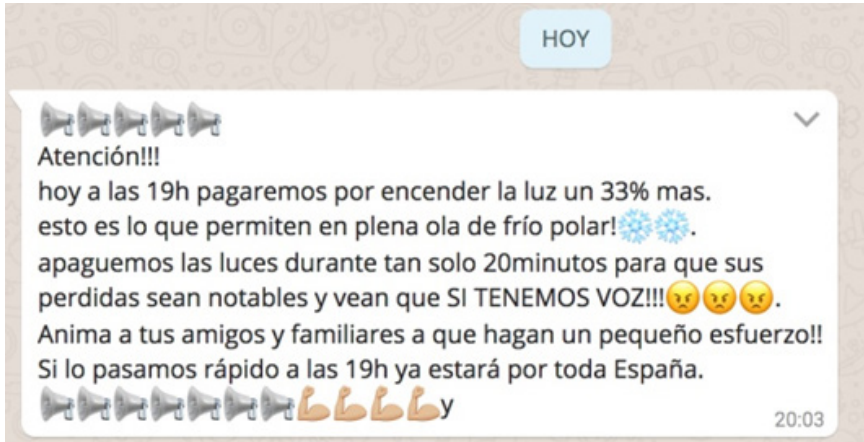 HOY
📢📢📢📢📢
Atención!!!
hoy a las 19h pagaremos por encender la luz un 33% mas.
esto es lo que permiten en plena ola de frío polar!❄️❄️.
apaguemos las luces durante tan solo 20minutos para que sus
perdidas sean notables y vean que SI TENEMOS VOZ!!!😠😠😠.
Anima a tus amigos y familiares a que hagan un pequeño esfuerzo!!
Si lo pasamos rápido a las 19h ya estará por toda España.
📢📢📢📢📢📢📢💪🏼💪🏼💪🏼💪🏼y
20:03